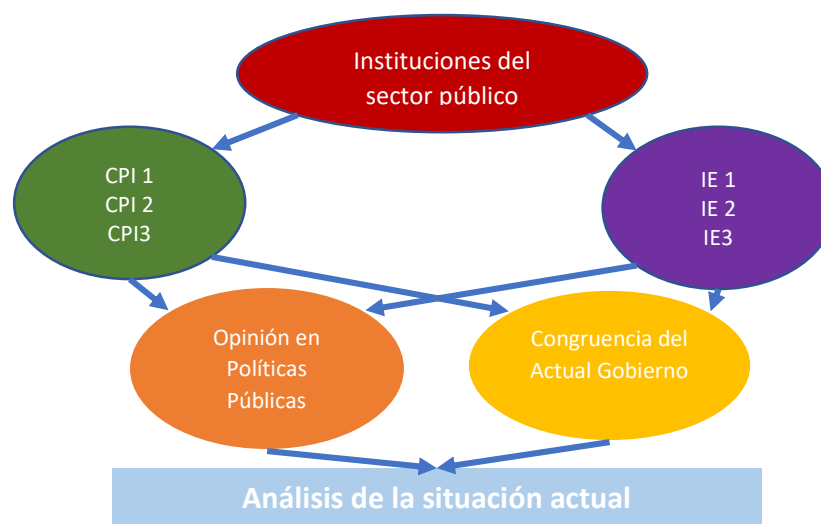 Instituciones del
sector público
CPI 1
CPI 2
CPI3
IE 1
IE 2
IE3
Opinión en
Políticas
Públicas
Congruencia del
Actual Gobierno
Análisis de la situación actual